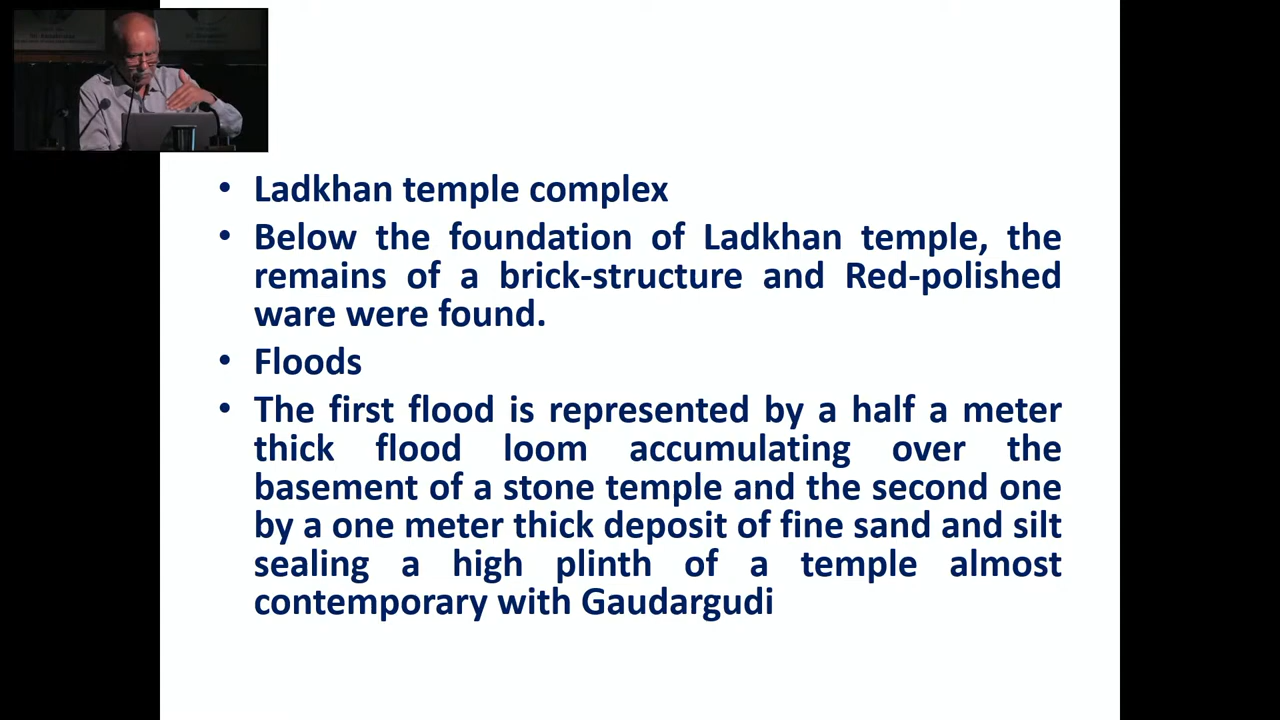 • Ladkhan temple complex
• Below the foundation of Ladkhan temple, the
remains of a brick-structure and Red-polished
ware were found.
• Floods
• The first flood is represented by a half a meter
thick flood loom accumulating over the
basement of a stone temple and the second one
by a one meter thick deposit of fine sand and silt
sealing a high plinth of a temple almost
contemporary with Gaudargudi